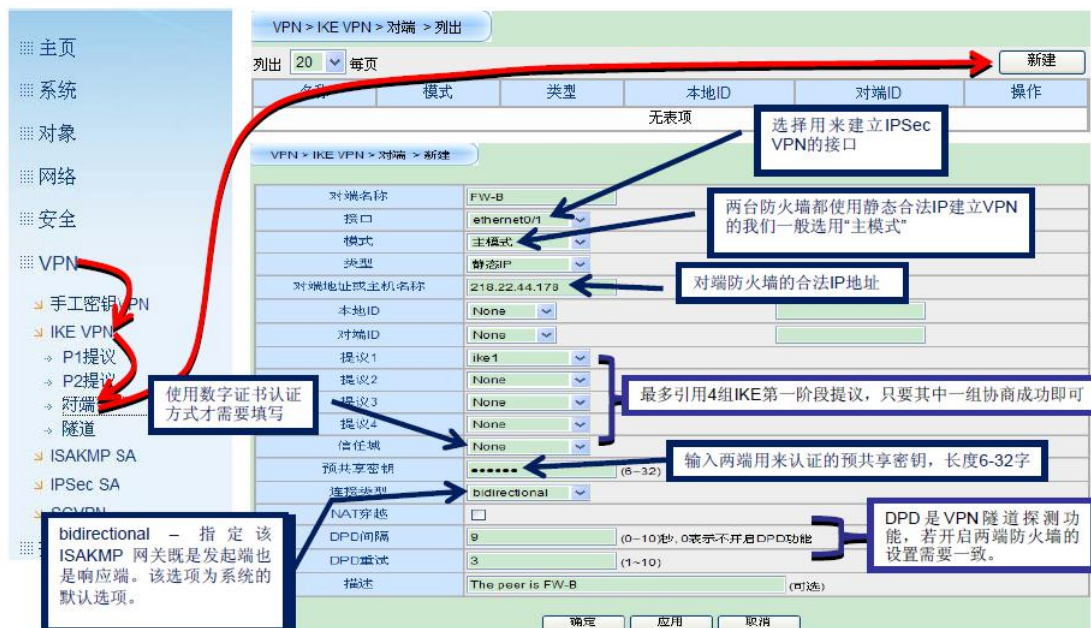 主页
系统
对象
网络
安全
VPN
手工密钥VPN
IKE VPN
P1提议
P2提议
对端
隧道
ISAKMP SA
IPSec SA
VPN > IKE VPN > 对端 > 列出
列出 20 每页
新建
名称 模式 类型 本地ID 对端ID 操作
无表项
选择用来建立IPSec
VPN的接口
VPN > IKE VPN > 对端 > 新建
对端名称 FW-B
接口 ethernet0/1
模式 主模式
类型 静态IP
两台防火墙都使用静态合法IP建立VPN
的我们一般选用“主模式”
对端地址或主机名称 218.22.44.178
对端防火墙的合法IP地址
本地ID None
对端ID None
提议1 ike1
提议2 None
提议3 None
提议4 None
最多引用4组IKE第一阶段提议，只要其中一组协商成功即可
使用数字证书认证
方式才需要填写
信任域 None
预共享密钥 •••••• (6-32)
输入两端用来认证的预共享密钥，长度6-32字
连接类型 bidirectional
NAT穿越
DPD间隔 9 (0-10)秒, 0表示不开启DPD功能
DPD重试 3 (1~10)
DPD是VPN隧道探测功
能，若开启两端防火墙的
设置需要一致。
描述 The peer is FW-B (可选)
bidirectional – 指定该
ISAKMP 网关既是发起端也
是响应端。该选项为系统的
默认选项。
确定 应用 取消